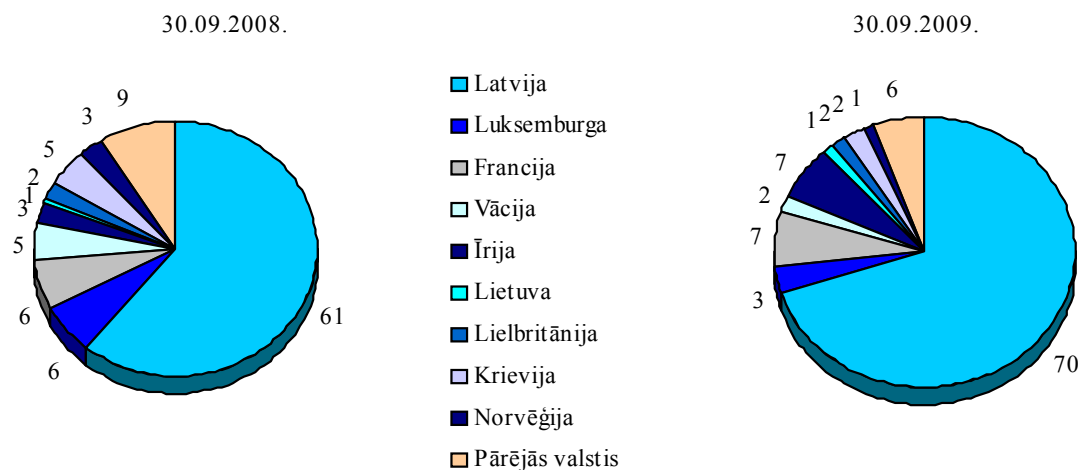 30.09.2008.
30.09.2009.
Latvija
Luksemburga
Francija
Vācija
Īrija
Lietuva
Lielbritānija
Krievija
Norvēģija
Pārējās valstis
61
6
6
5
3
1
2
5
3
9
70
3
7
2
7
1
2
2
1
6